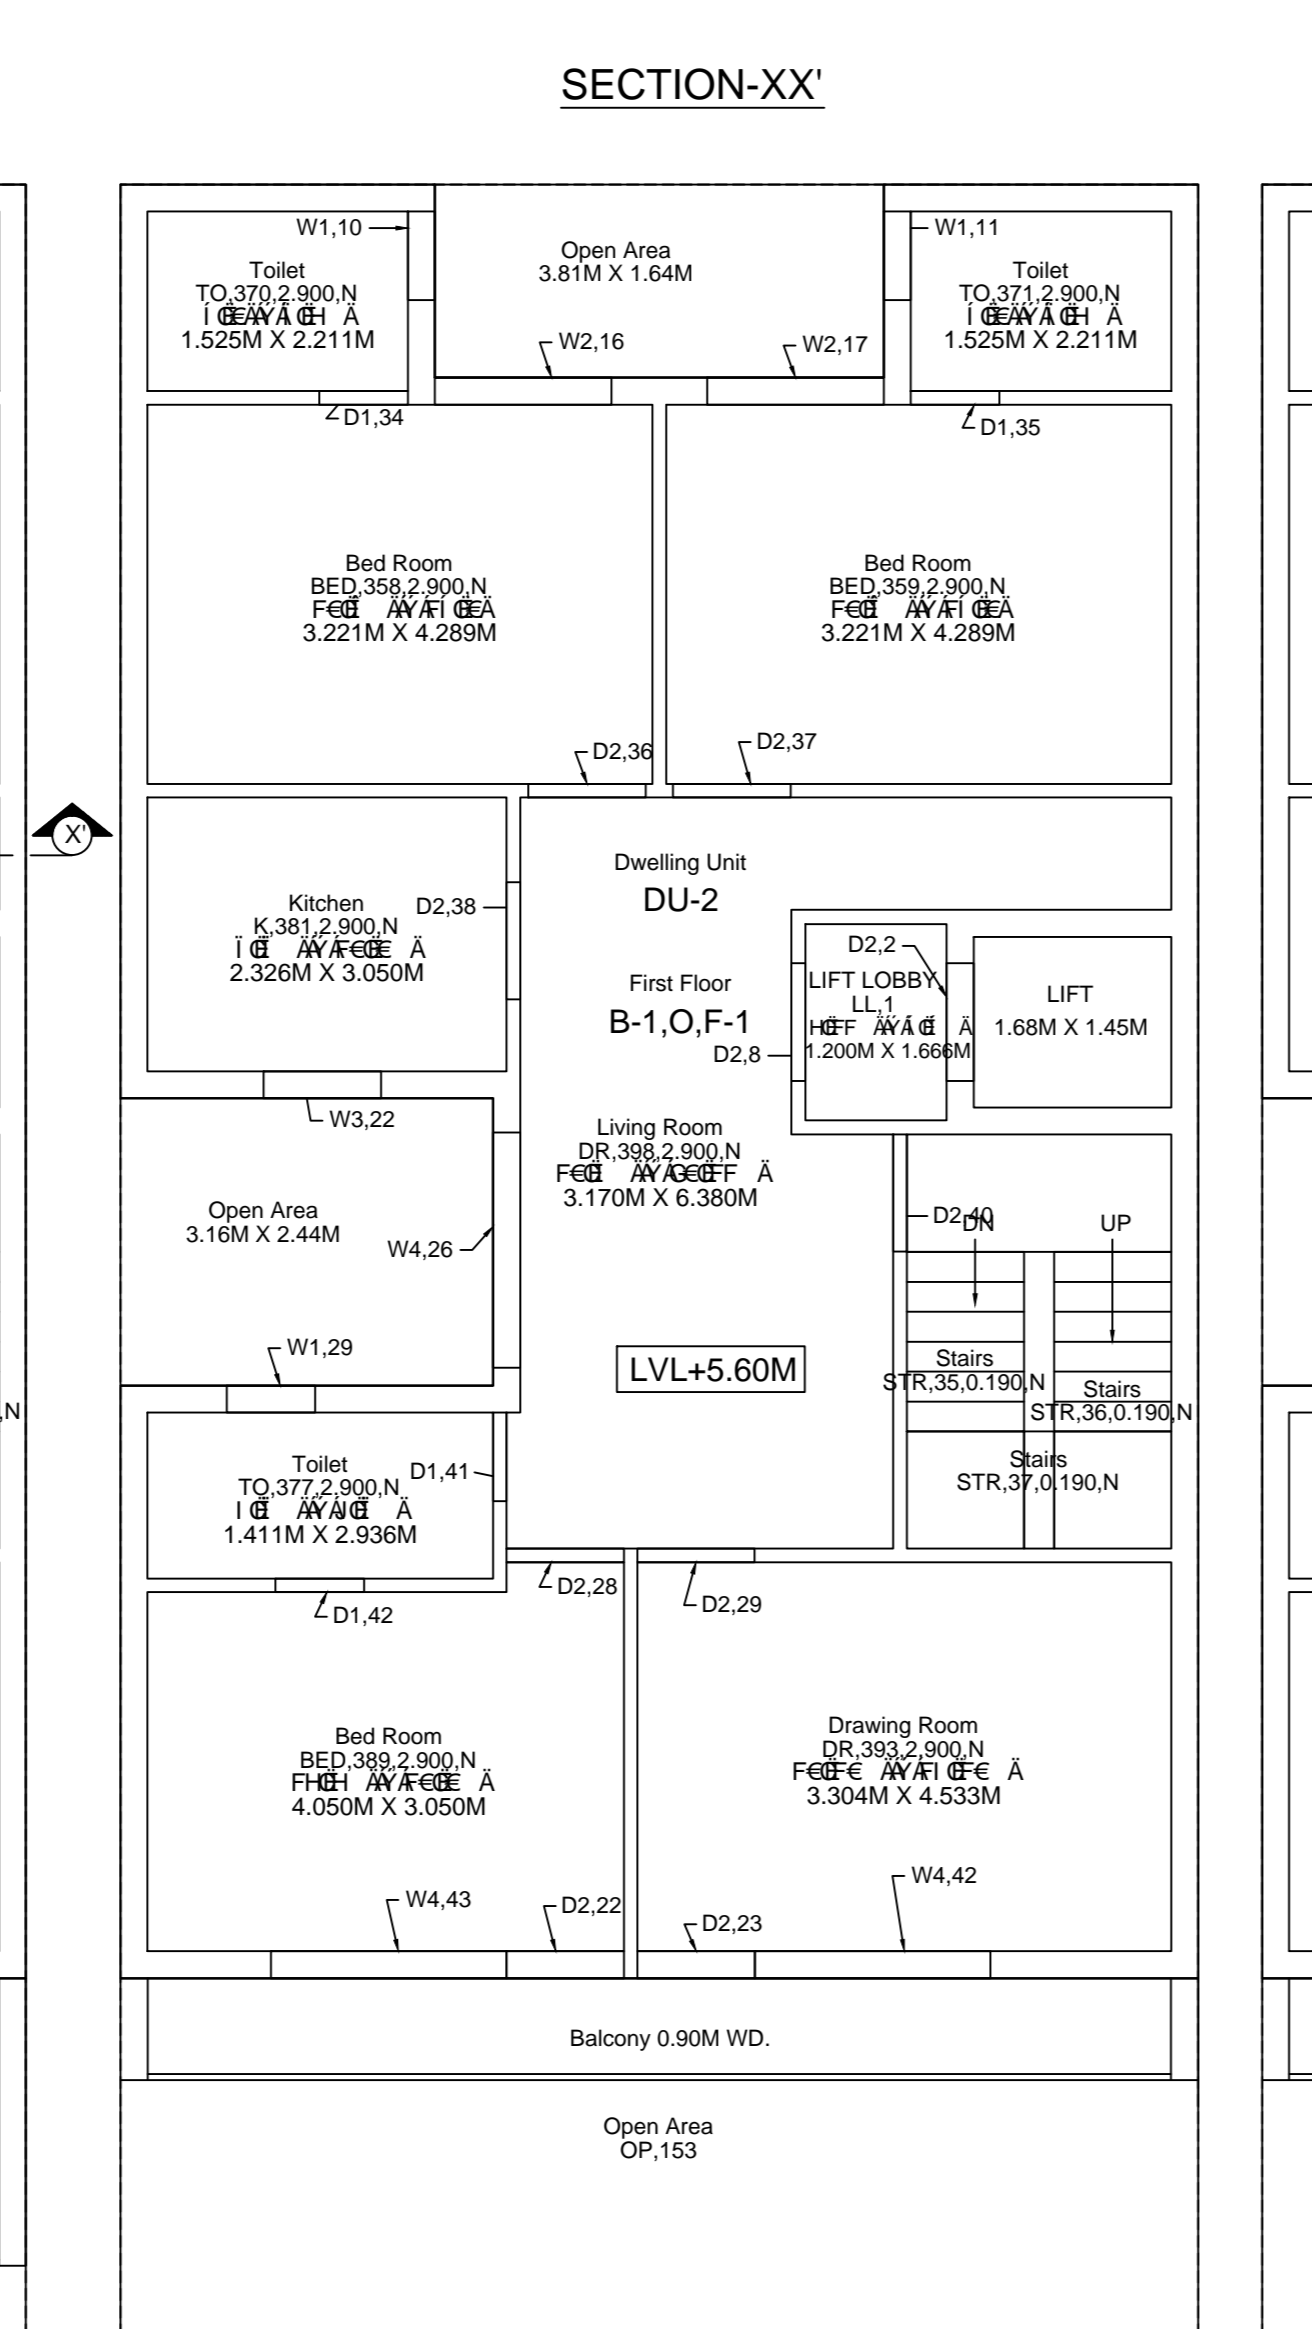 SECTION-XX'
W1,10
Toilet
TO,370,2.900,N
1.525M X 2.211M
Open Area
3.81M X 1.64M
W1,11
Toilet
TO,371,2.900,N
1.525M X 2.211M
W2,16
W2,17
D1,34
D1,35
Bed Room
BED,358,2.900,N
3.221M X 4.289M
Bed Room
BED,359,2.900,N
3.221M X 4.289M
D2,36
D2,37
X'
Dwelling Unit
DU-2
Kitchen
K,381,2.900,N
2.326M X 3.050M
D2,38
First Floor
B-1,O,F-1
D2,2
LIFT LOBBY
LL,1
1.200M X 1.666M
LIFT
1.68M X 1.45M
D2,8
W3,22
Living Room
DR,398,2.900,N
3.170M X 6.380M
Open Area
3.16M X 2.44M
W4,26
D2,40
DN
UP
W1,29
LVL+5.60M
Stairs
STR,35,0.190,N
Stairs
STR,36,0.190,N
,N
Stairs
STR,37,0.190,N
Toilet
TO,377,2.900,N
1.411M X 2.936M
D1,41
D2,28
D2,29
D1,42
Bed Room
BED,389,2.900,N
4.050M X 3.050M
Drawing Room
DR,393,2.900,N
3.304M X 4.533M
W4,43
D2,22
D2,23
W4,42
Balcony 0.90M WD.
Open Area
OP,153